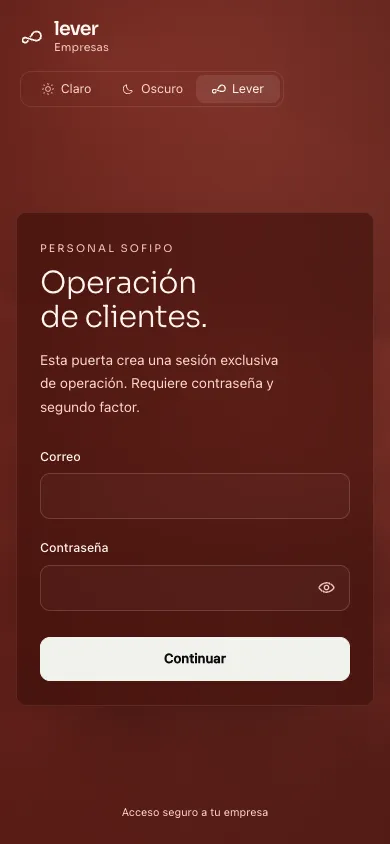 lever
Empresas
Claro
Oscuro
Lever
PERSONAL SOFIPO
Operación
de clientes.
Esta puerta crea una sesión exclusiva
de operación. Requiere contraseña y
segundo factor.
Correo
Contraseña
Continuar
Acceso seguro a tu empresa